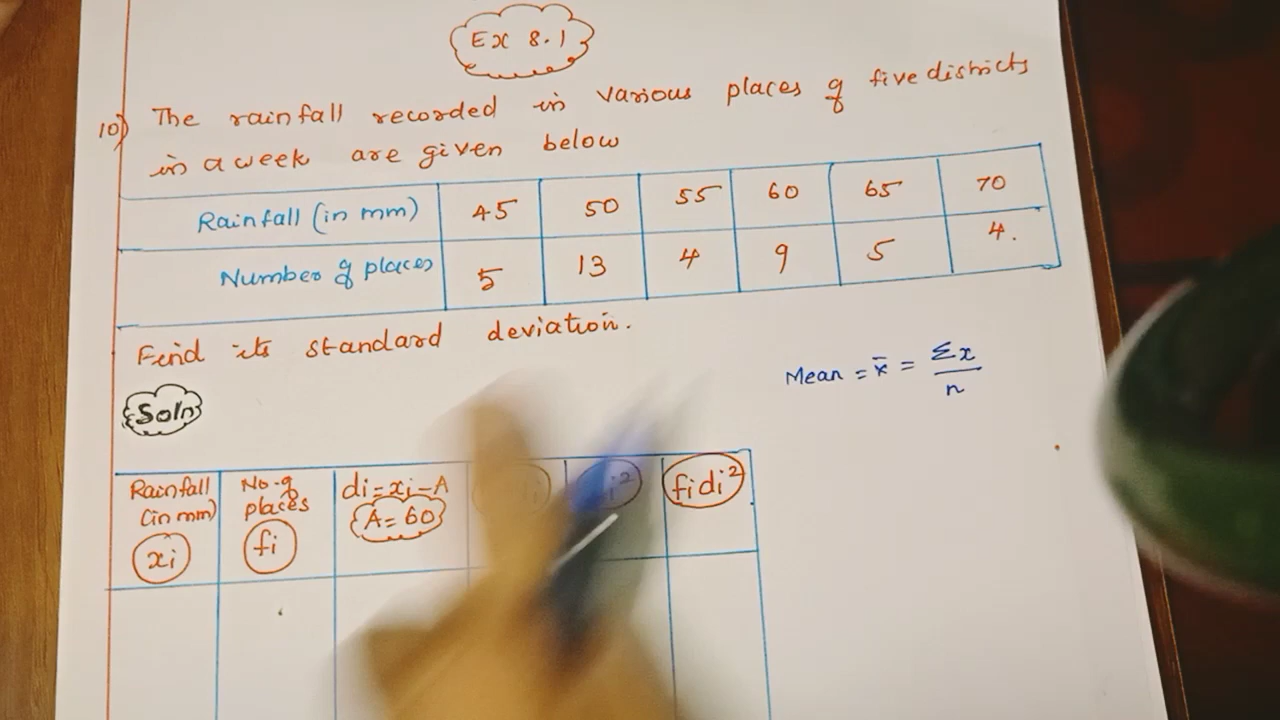 Ex 8.1
10) The rainfall recorded in various places of five districts
in a week are given below
Rainfall (in mm) 45 50 55 60 65 70
Number of places 5 13 4 9 5 4.
Find its standard deviation.
Mean = x̄ = Σx / n
Soln
Rainfall (in mm) xi
No. of places fi
di = xi - A
A = 60
fidi²